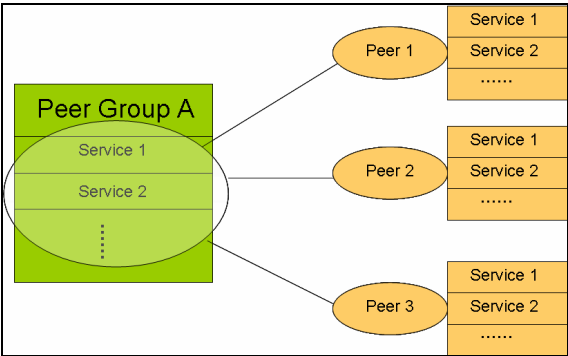 Peer Group A
Service 1
Service 2
......
Peer 1
Service 1
Service 2
......
Peer 2
Service 1
Service 2
......
Peer 3
Service 1
Service 2
......